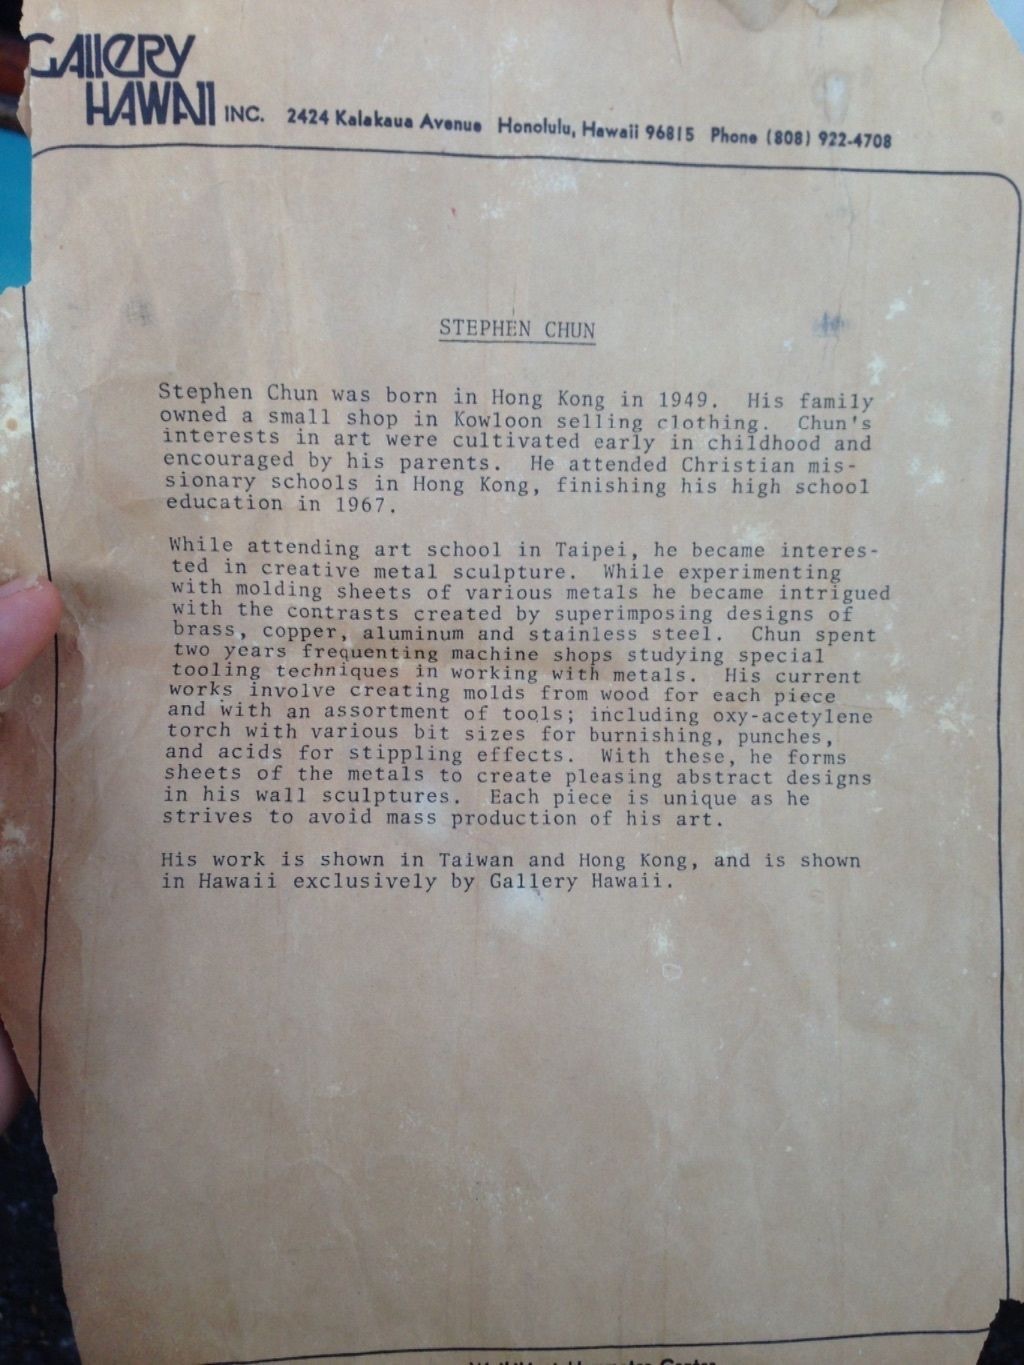 GALLERY
HAWAII INC. 2424 Kalakaua Avenue Honolulu, Hawaii 96815 Phone (808) 922-4708
STEPHEN CHUN
Stephen Chun was born in Hong Kong in 1949. His family
owned a small shop in Kowloon selling clothing. Chun's
interests in art were cultivated early in childhood and
encouraged by his parents. He attended Christian mis-
sionary schools in Hong Kong, finishing his high school
education in 1967.
While attending art school in Taipei, he became interes-
ted in creative metal sculpture. While experimenting
with molding sheets of various metals he became intrigued
with the contrasts created by superimposing designs of
brass, copper, aluminum and stainless steel. Chun spent
two years frequenting machine shops studying special
tooling techniques in working with metals. His current
works involve creating molds from wood for each piece
and with an assortment of tools; including oxy-acetylene
torch with various bit sizes for burnishing, punches,
and acids for stippling effects. With these, he forms
sheets of the metals to create pleasing abstract designs
in his wall sculptures. Each piece is unique as he
strives to avoid mass production of his art.
His work is shown in Taiwan and Hong Kong, and is shown
in Hawaii exclusively by Gallery Hawaii.